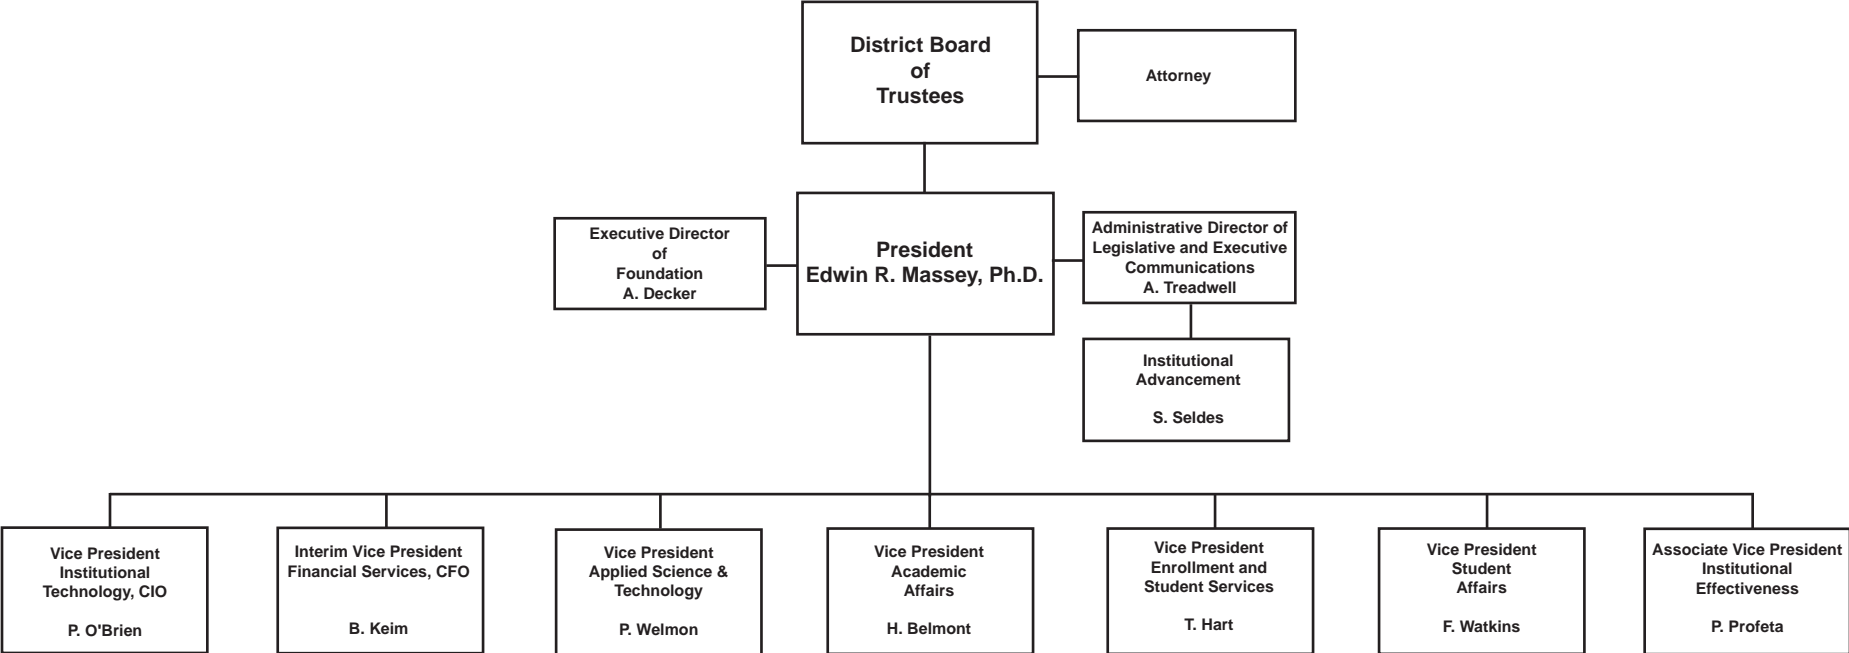 District Board
of
Trustees
Attorney
Executive Director
of
Foundation
A. Decker
President
Edwin R. Massey, Ph.D.
Administrative Director of
Legislative and Executive
Communications
A. Treadwell
Institutional
Advancement
S. Seldes
Vice President
Institutional
Technology, CIO
P. O'Brien
Interim Vice President
Financial Services, CFO
B. Keim
Vice President
Applied Science &
Technology
P. Welmon
Vice President
Academic
Affairs
H. Belmont
Vice President
Enrollment and
Student Services
T. Hart
Vice President
Student
Affairs
F. Watkins
Associate Vice President
Institutional
Effectiveness
P. Profeta